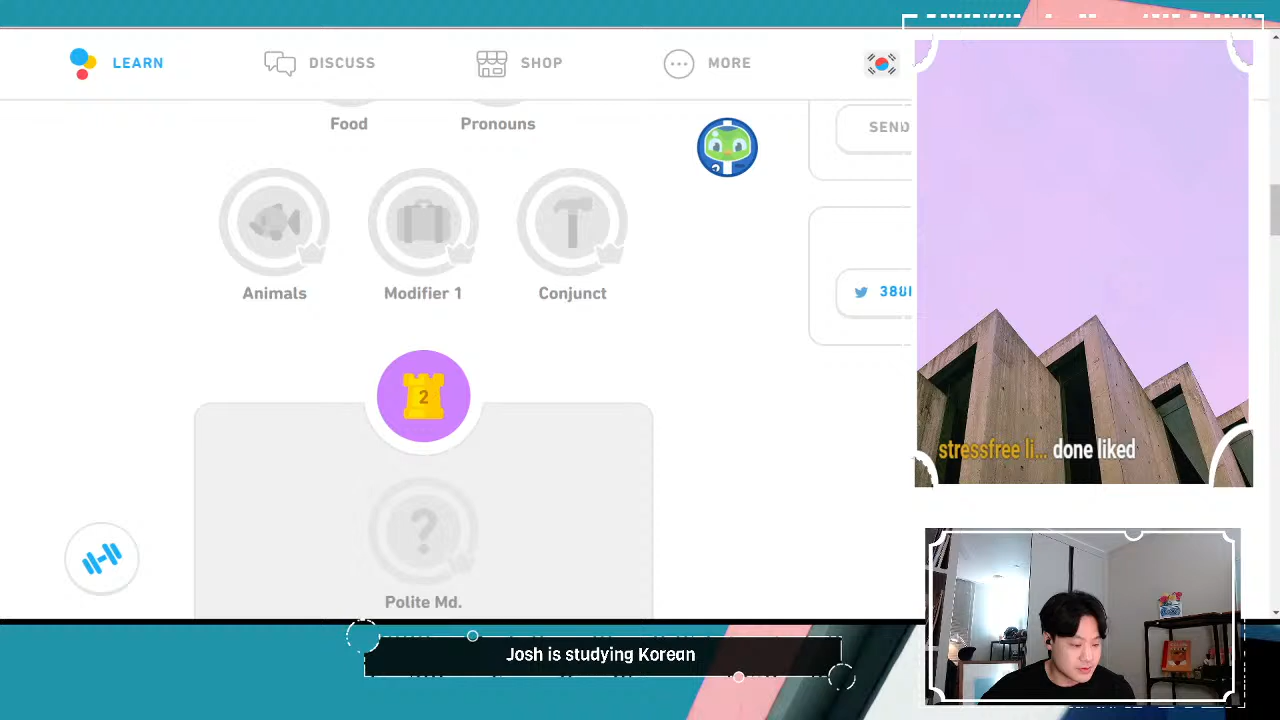 LEARN
DISCUSS
SHOP
MORE
Food
Pronouns
SEND
Animals
Modifier 1
Conjunct
2
Polite Md.
stressfree li... done liked
Josh is studying Korean